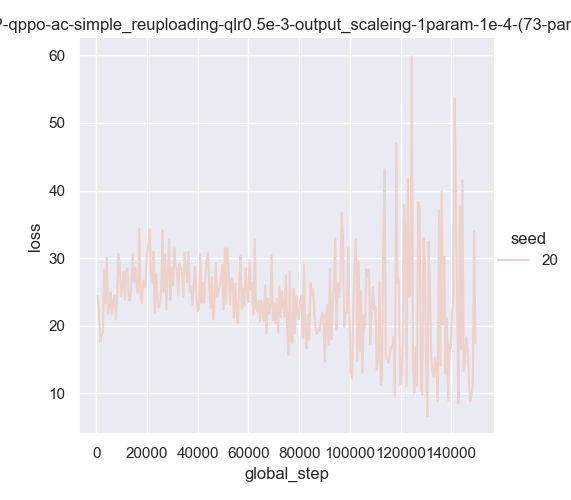 P-qppo-ac-simple_reuploading-qlr0.5e-3-output_scaleing-1param-1e-4-(73-par
60
50
40
30
20
10
loss
seed
20
0 20000 40000 60000 80000 100000 120000 140000
global_step